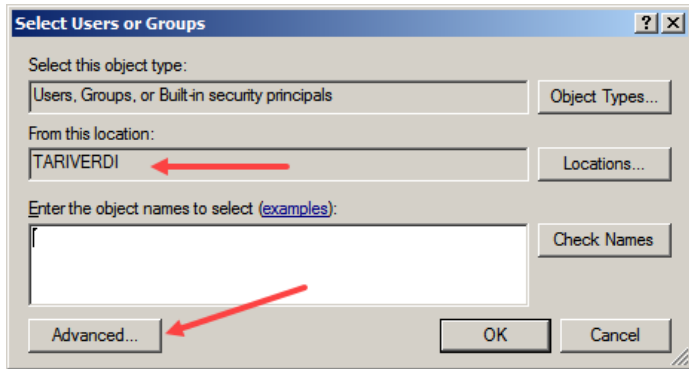 Select Users or Groups
Select this object type:
Users, Groups, or Built-in security principals
Object Types...
From this location:
TARIVERDI
Locations...
Enter the object names to select (examples):
Check Names
Advanced...
OK
Cancel